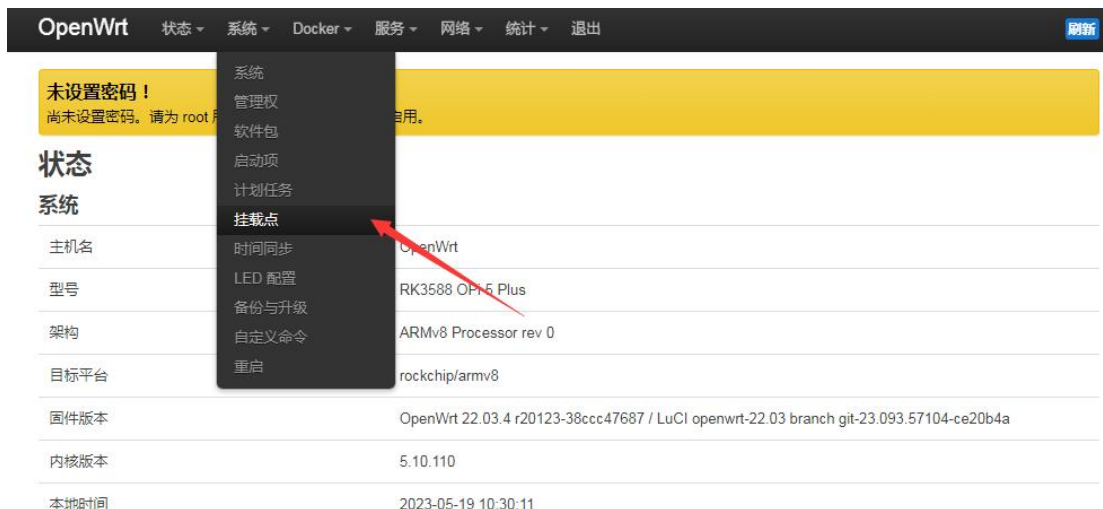 OpenWrt 状态 系统 Docker 服务 网络 统计 退出 刷新
未设置密码！
尚未设置密码。请为 root 用。
系统
管理权
软件包
启动项
计划任务
挂载点
时间同步
LED 配置
备份与升级
自定义命令
重启
状态
系统
主机名 OpenWrt
型号 RK3588 OPi 5 Plus
架构 ARMv8 Processor rev 0
目标平台 rockchip/armv8
固件版本 OpenWrt 22.03.4 r20123-38ccc47687 / LuCI openwrt-22.03 branch git-23.093.57104-ce20b4a
内核版本 5.10.110
本地时间 2023-05-19 10:30:11